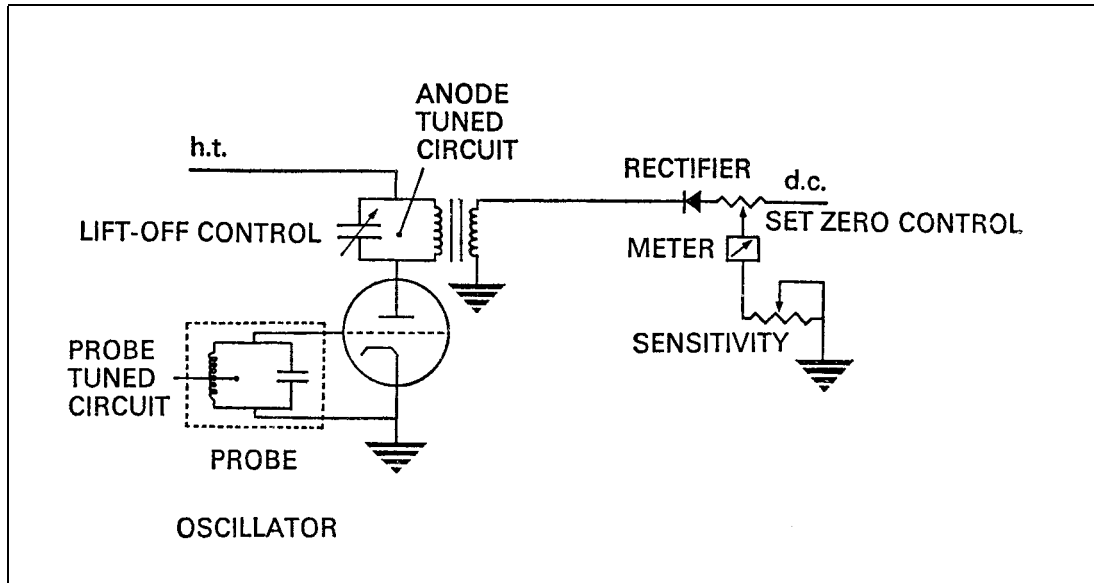 ANODE
TUNED
CIRCUIT
h.t.
RECTIFIER
d.c.
LIFT-OFF CONTROL
SET ZERO CONTROL
METER
SENSITIVITY
PROBE
TUNED
CIRCUIT
PROBE
OSCILLATOR